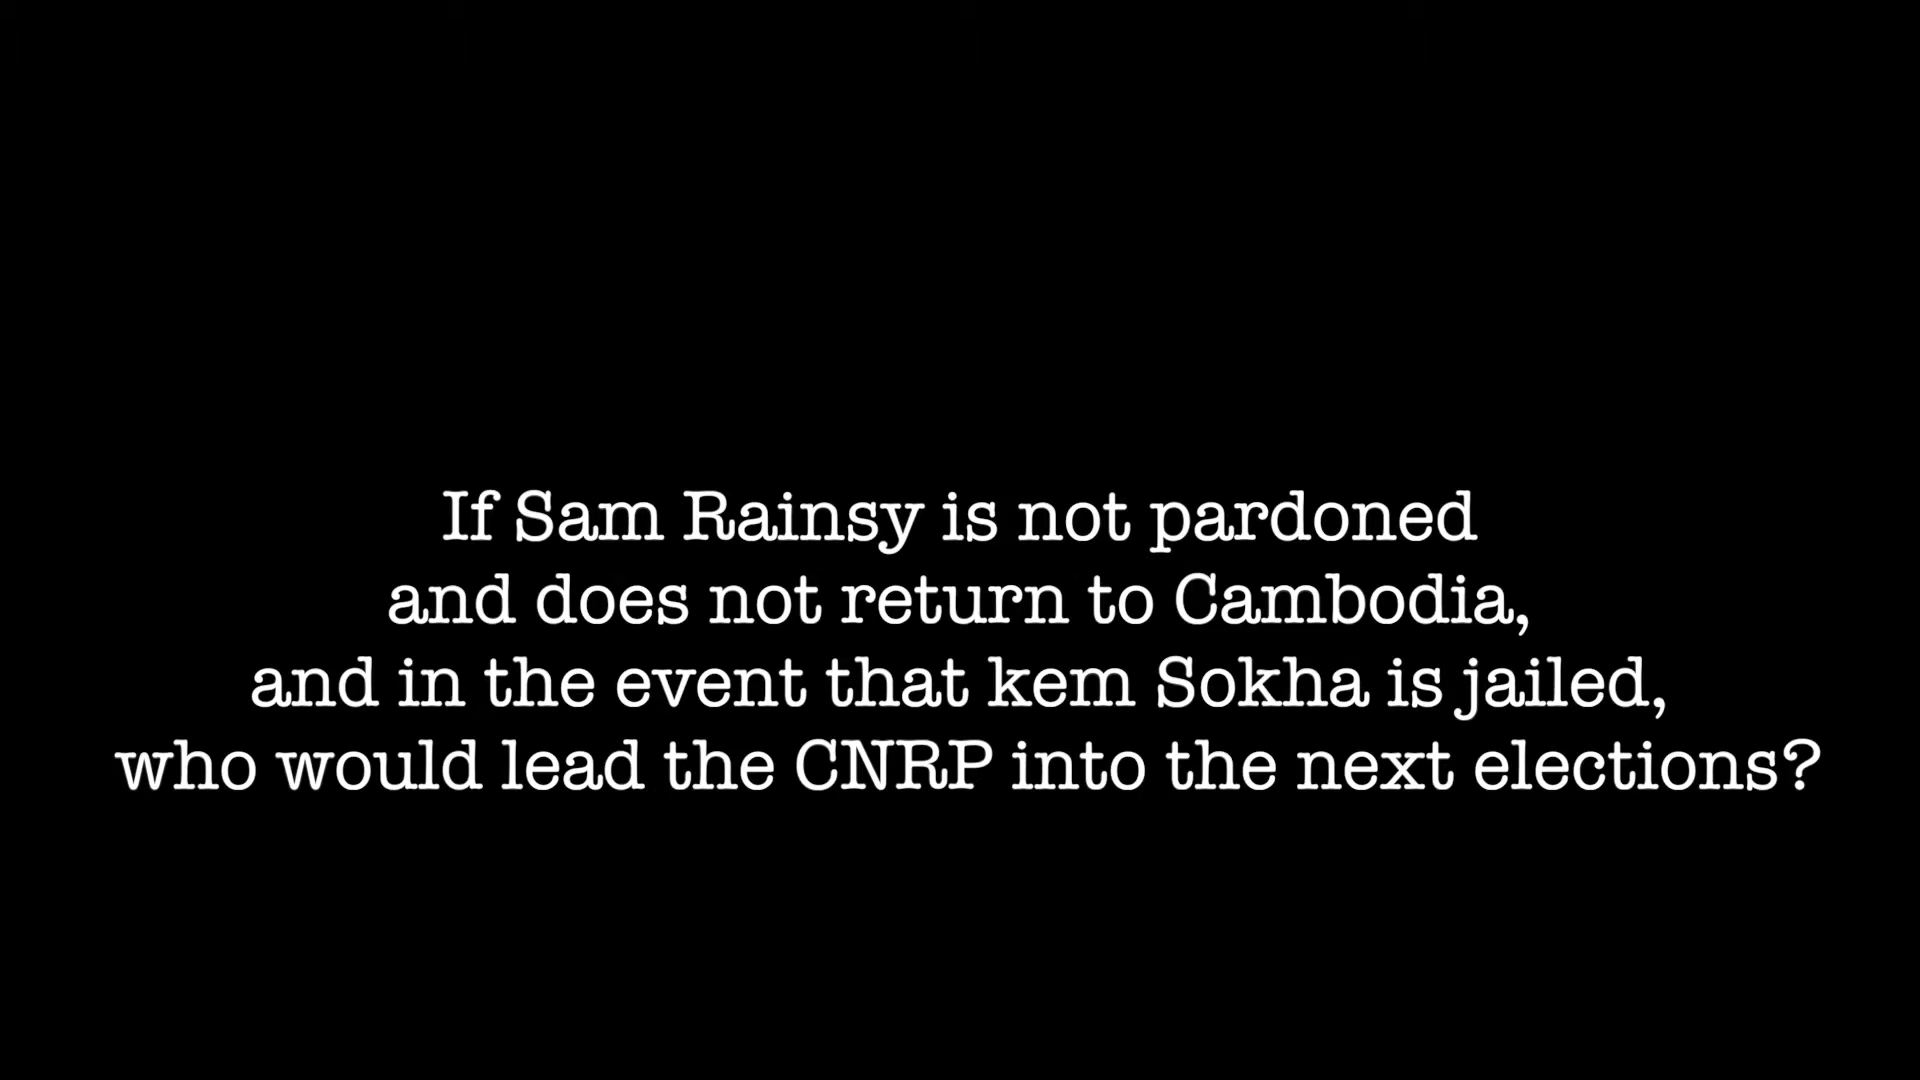 If Sam Rainsy is not pardoned
and does not return to Cambodia,
and in the event that kem Sokha is jailed,
who would lead the CNRP into the next elections?